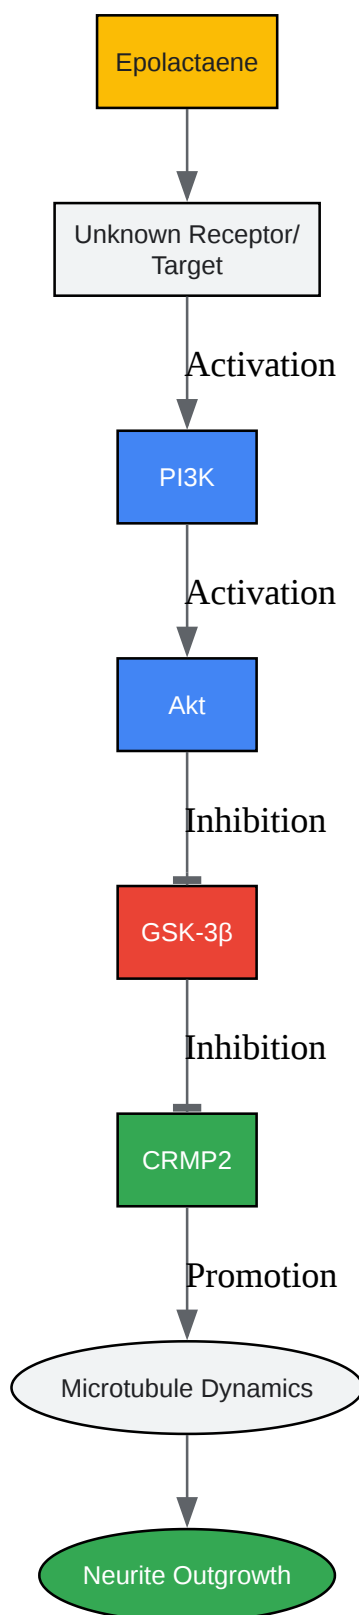 Epolactaene
Unknown Receptor/
Target
Activation
PI3K
Activation
Akt
Inhibition
GSK-3β
Inhibition
CRMP2
Promotion
Microtubule Dynamics
Neurite Outgrowth